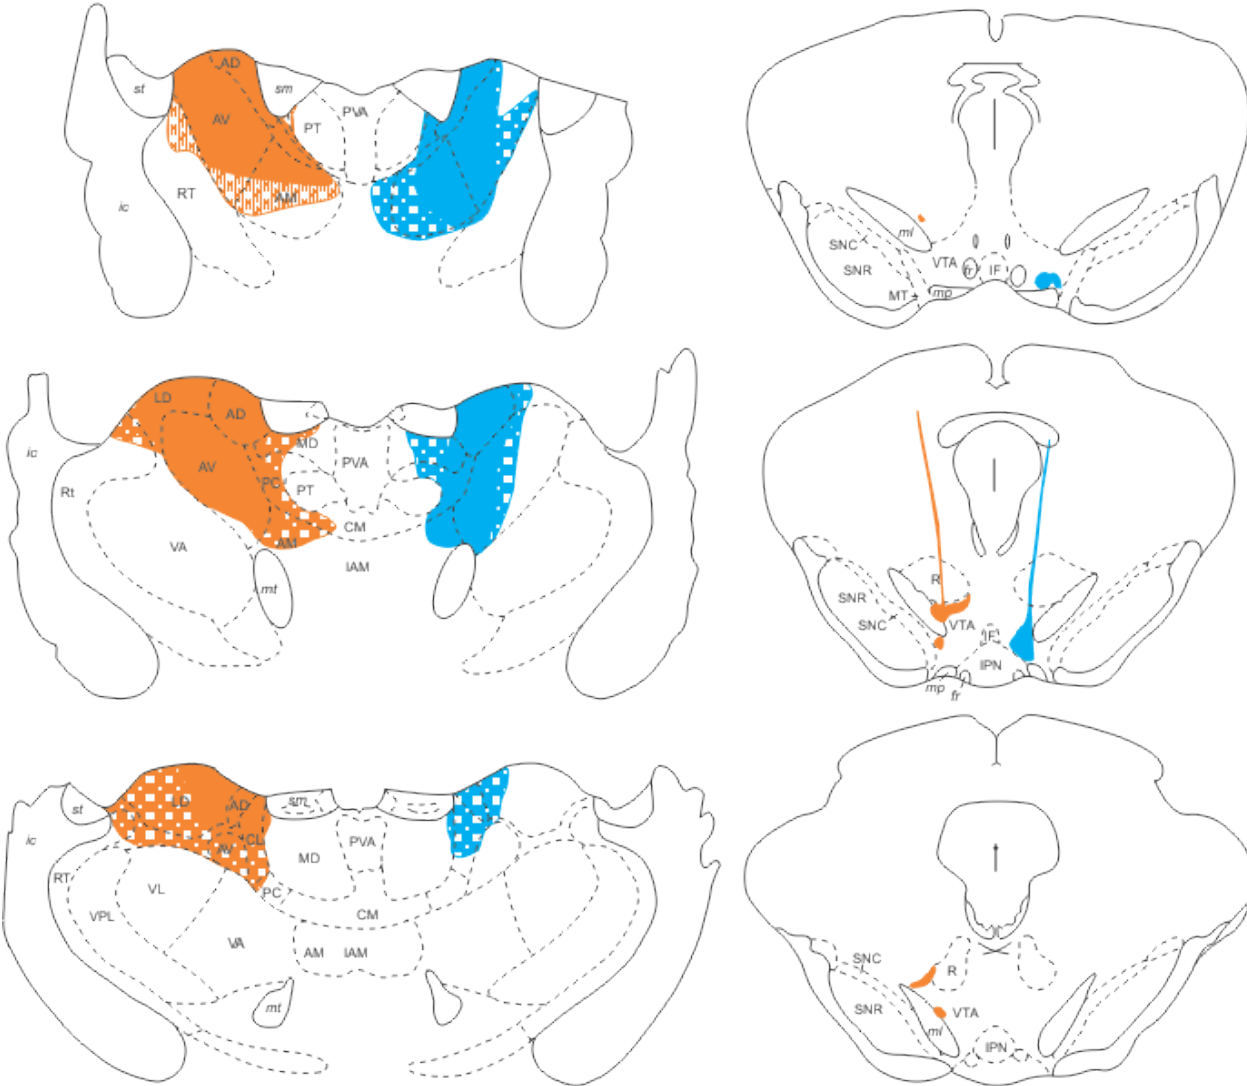 AD
st
sm
AV
PVA
PT
RT
AM
ic
ml
SNC
VTA
fr
IF
SNR
MT
mp
LD
AD
ic
MD
PVA
AV
PC
PT
Rt
CM
VA
AM
IAM
mt
R
SNR
SNC
VTA
IF
IPN
mp
fr
LD
AD
sm
st
ic
AV
CL
PVA
MD
RT
VL
PC
VPL
CM
VA
AM
IAM
mt
SNC
R
SNR
VTA
ml
IPN